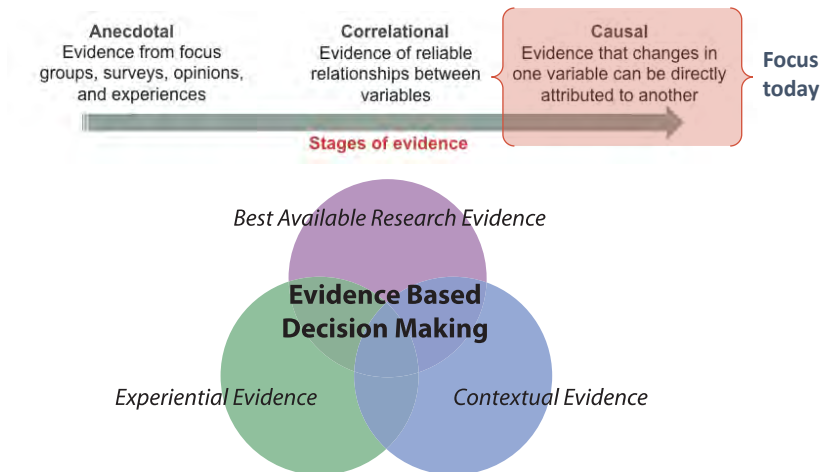 Anecdotal
Evidence from focus
groups, surveys, opinions,
and experiences
Correlational
Evidence of reliable
relationships between
variables
Causal
Evidence that changes in
one variable can be directly
attributed to another
Focus
today
Stages of evidence
Best Available Research Evidence
Evidence Based
Decision Making
Experiential Evidence
Contextual Evidence